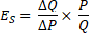 E_S = ΔQ/ΔP × P/Q